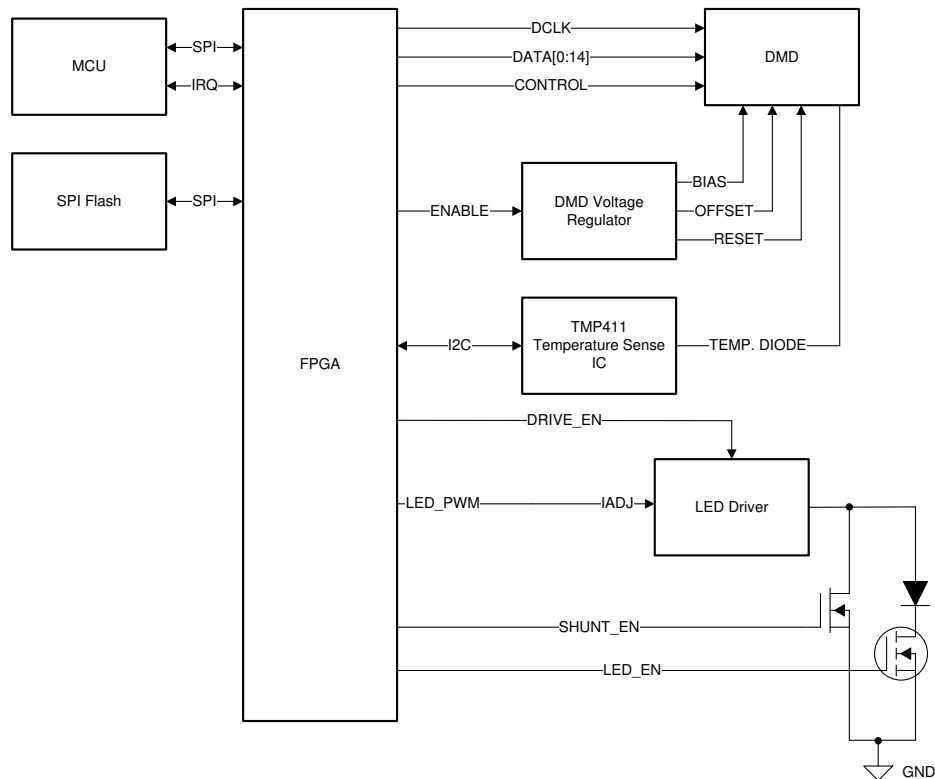 MCU
SPI
IRQ
SPI Flash
SPI
FPGA
DCLK
DATA[0:14]
CONTROL
DMD
ENABLE
DMD Voltage
Regulator
BIAS
OFFSET
RESET
I2C
TMP411
Temperature Sense
IC
TEMP. DIODE
DRIVE_EN
LED_PWM
IADJ
LED Driver
SHUNT_EN
LED_EN
GND